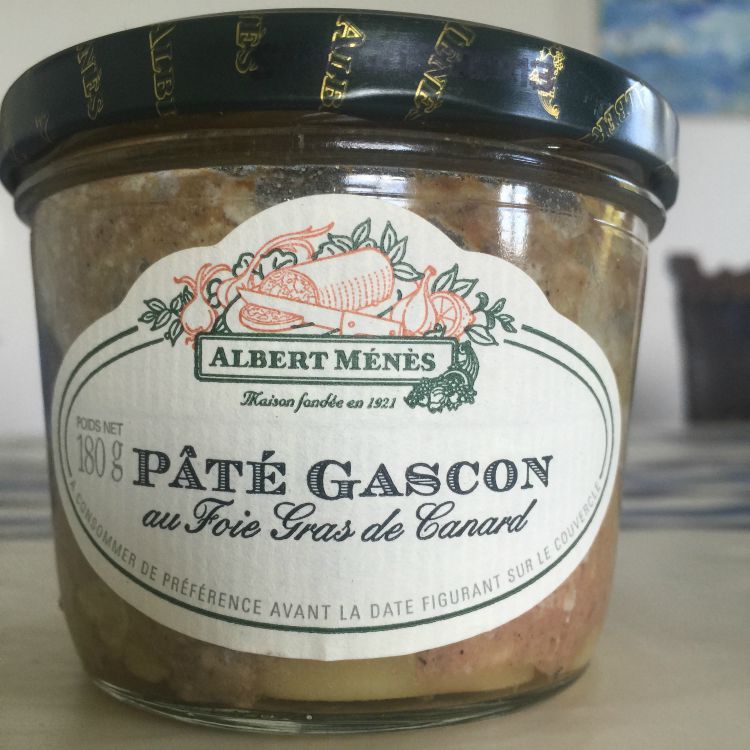 ALBERT MÉNÈS
Maison fondée en 1921
POIDS NET
180 g
PÂTÉ GASCON
au Foie Gras de Canard
A CONSOMMER DE PRÉFÉRENCE AVANT LA DATE FIGURANT SUR LE COUVERCLE